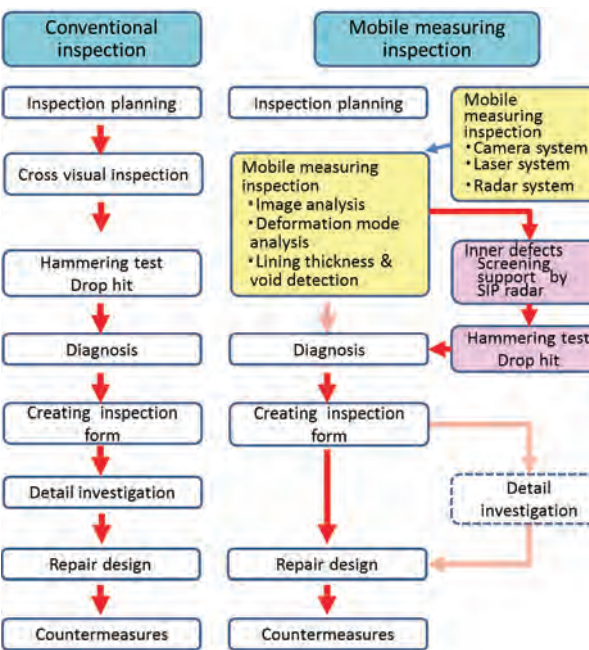 Conventional
inspection
Inspection planning
Cross visual inspection
Hammering test
Drop hit
Diagnosis
Creating inspection
form
Detail investigation
Repair design
Countermeasures
Mobile measuring
inspection
Inspection planning
Mobile
measuring
inspection
・Camera system
・Laser system
・Radar system
Mobile measuring
inspection
・Image analysis
・Deformation mode
analysis
・Lining thickness &
void detection
Inner defects
Screening
support by
SIP radar
Hammering test
Drop hit
Diagnosis
Creating inspection
form
Detail
investigation
Repair design
Countermeasures